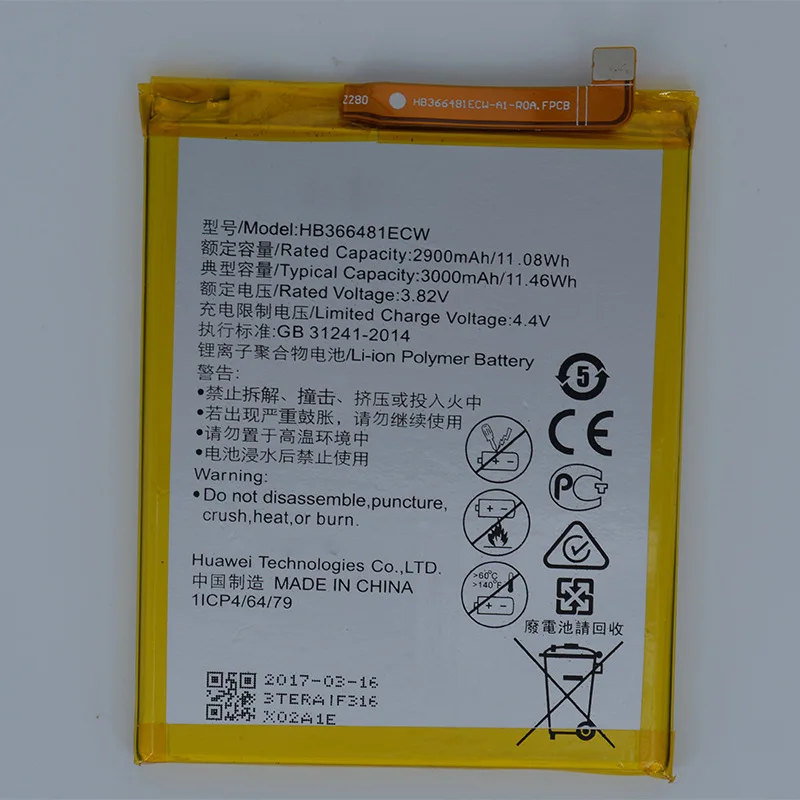 Z280 HB366481ECW-A1-R0A.FPCB
型号/Model:HB366481ECW
额定容量/Rated Capacity:2900mAh/11.08Wh
典型容量/Typical Capacity:3000mAh/11.46Wh
额定电压/Rated Voltage:3.82V
充电限制电压/Limited Charge Voltage:4.4V
执行标准:GB 31241-2014
锂离子聚合物电池/Li-ion Polymer Battery
警告:
•禁止拆解、撞击、挤压或投入火中
•若出现严重鼓胀，请勿继续使用
•请勿置于高温环境中
•电池浸水后禁止使用
Warning:
•Do not disassemble,puncture,
crush,heat,or burn.
Huawei Technologies Co.,LTD.
中国制造 MADE IN CHINA
1ICP4/64/79
5
CE
PCT
>60℃
>140℉
廢電池請回收
2017-03-16
3TERAIF316
X02A1E